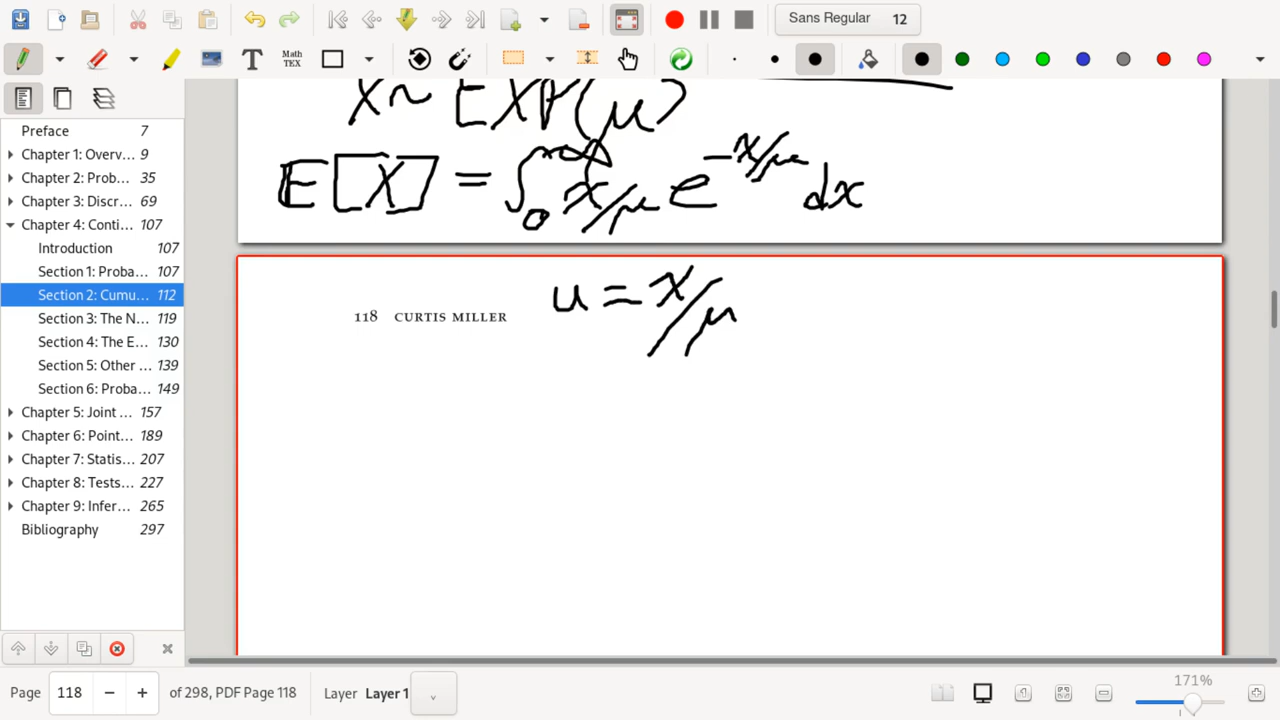 Sans Regular 12
Math
TEX
Preface 7
Chapter 1: Overv... 9
Chapter 2: Prob... 35
Chapter 3: Discr... 69
Chapter 4: Conti... 107
Introduction 107
Section 1: Proba... 107
Section 2: Cumu... 112
Section 3: The N... 119
Section 4: The E... 130
Section 5: Other ... 139
Section 6: Proba... 149
Chapter 5: Joint ... 157
Chapter 6: Point... 189
Chapter 7: Statis... 207
Chapter 8: Tests... 227
Chapter 9: Infer... 265
Bibliography 297
X ~ EXP(μ)
E[X] = ∫₀^∞ x/μ e^{-x/μ} dx
u = x/μ
118 CURTIS MILLER
Page 118 of 298, PDF Page 118 Layer Layer 1 171%